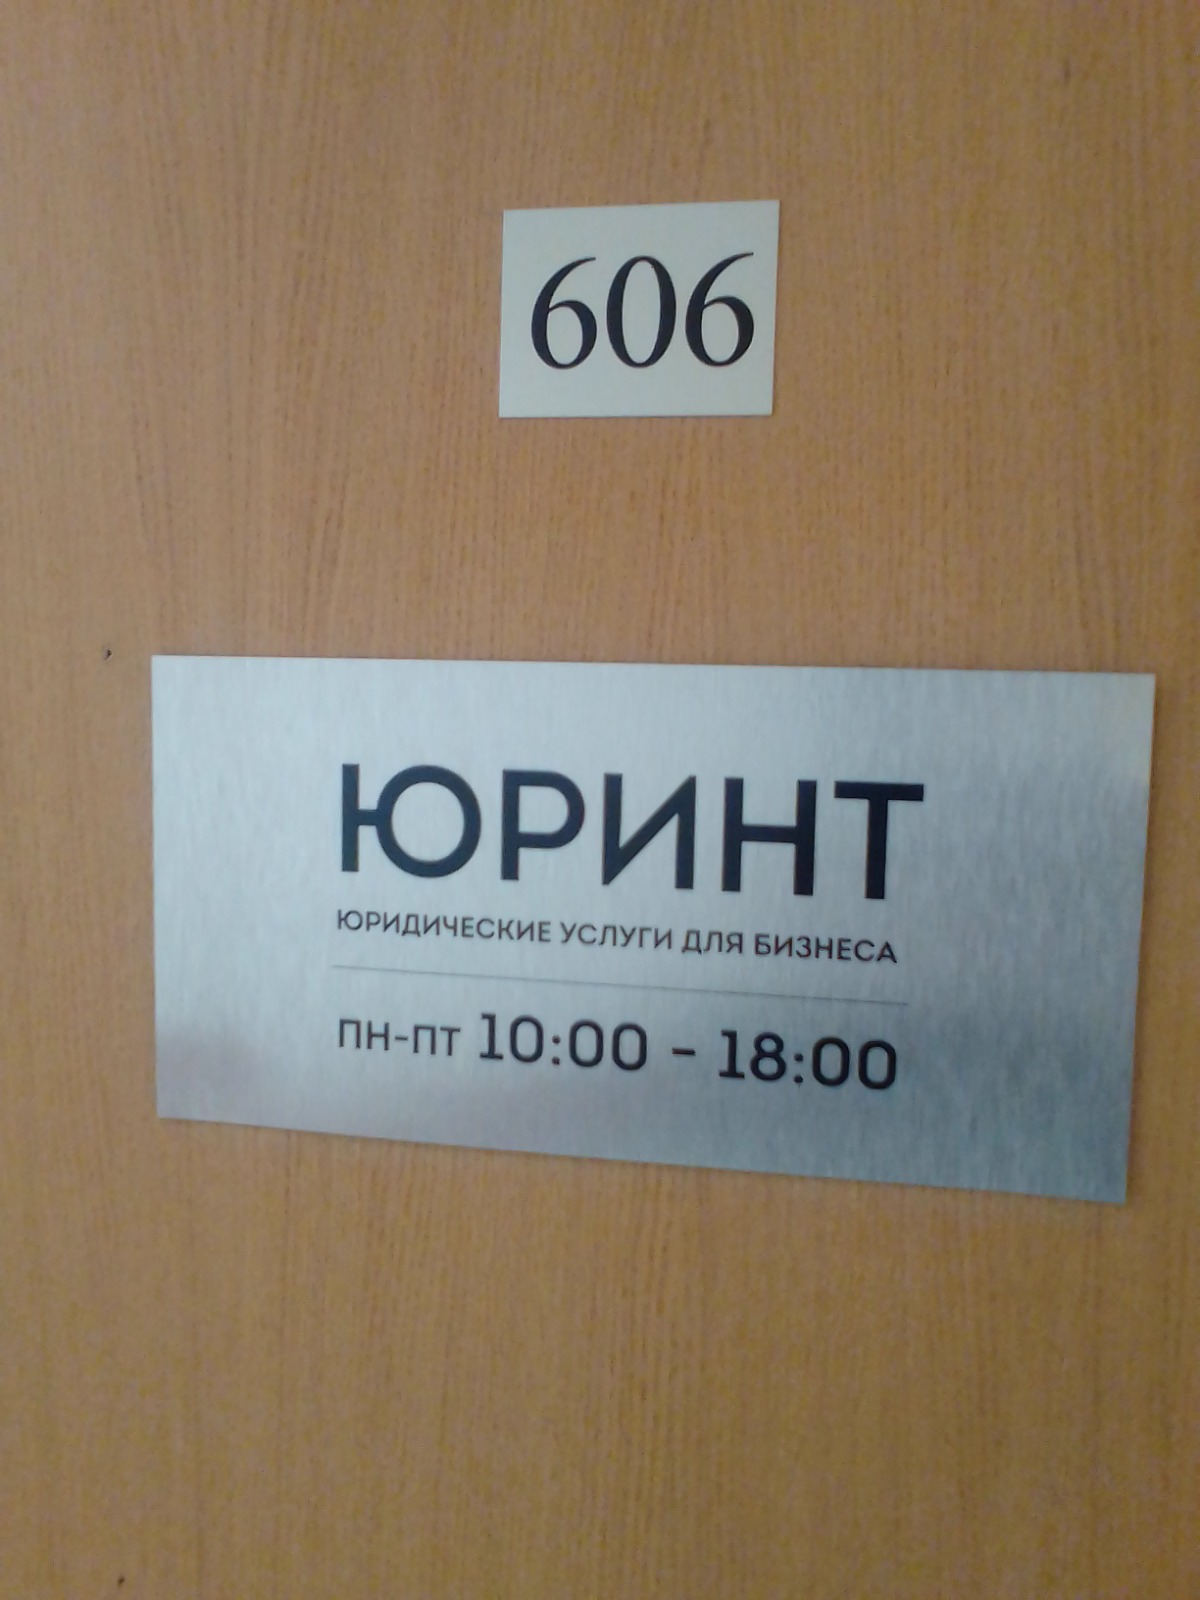 606
ЮРИНТ
ЮРИДИЧЕСКИЕ УСЛУГИ ДЛЯ БИЗНЕСА
ПН-ПТ 10:00 - 18:00